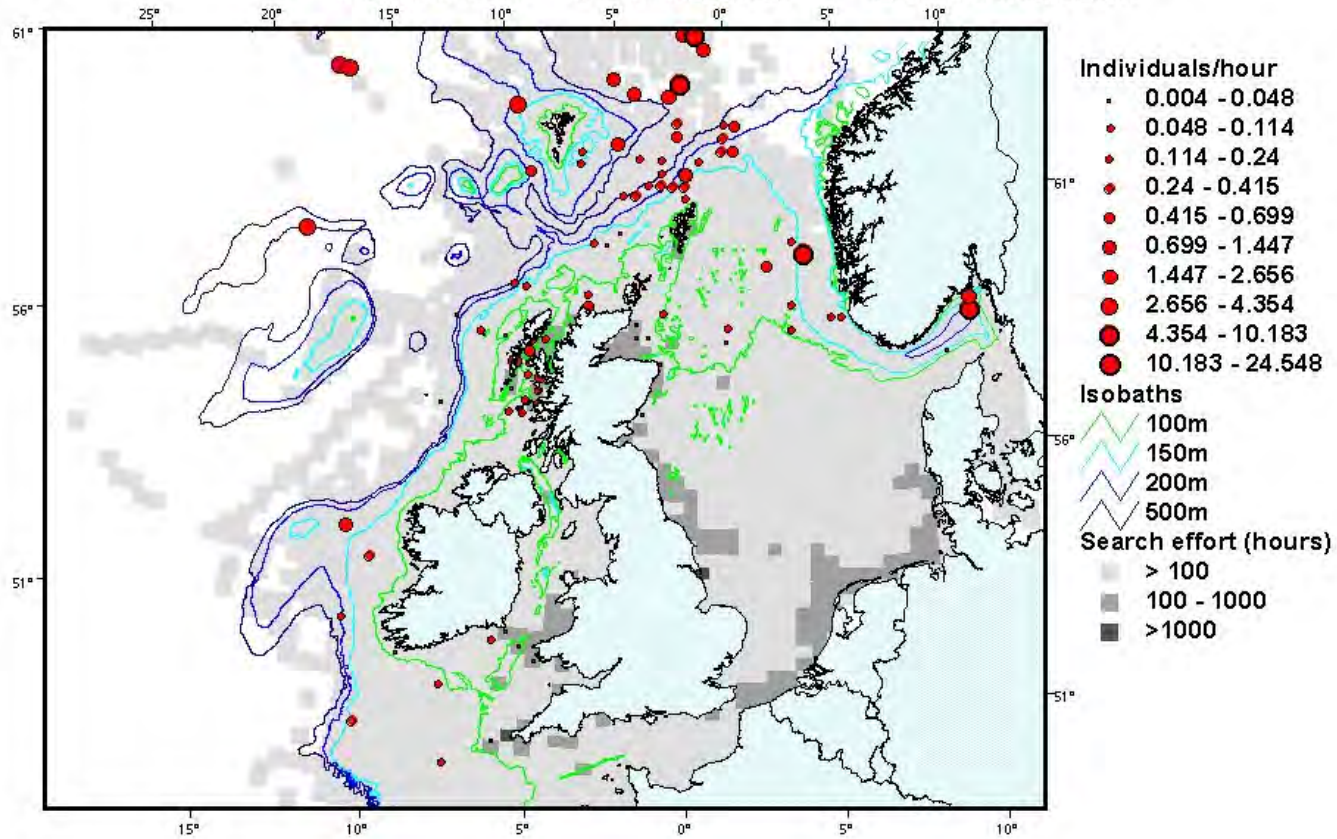 25° 20° 15° 10° 5° 0° 5° 10°
61°
61°
56°
56°
51°
51°
15° 10° 5° 0° 5° 10°
Individuals/hour
0.004 - 0.048
0.048 - 0.114
0.114 - 0.24
0.24 - 0.415
0.415 - 0.699
0.699 - 1.447
1.447 - 2.656
2.656 - 4.354
4.354 - 10.183
10.183 - 24.548
Isobaths
100m
150m
200m
500m
Search effort (hours)
> 100
100 - 1000
>1000